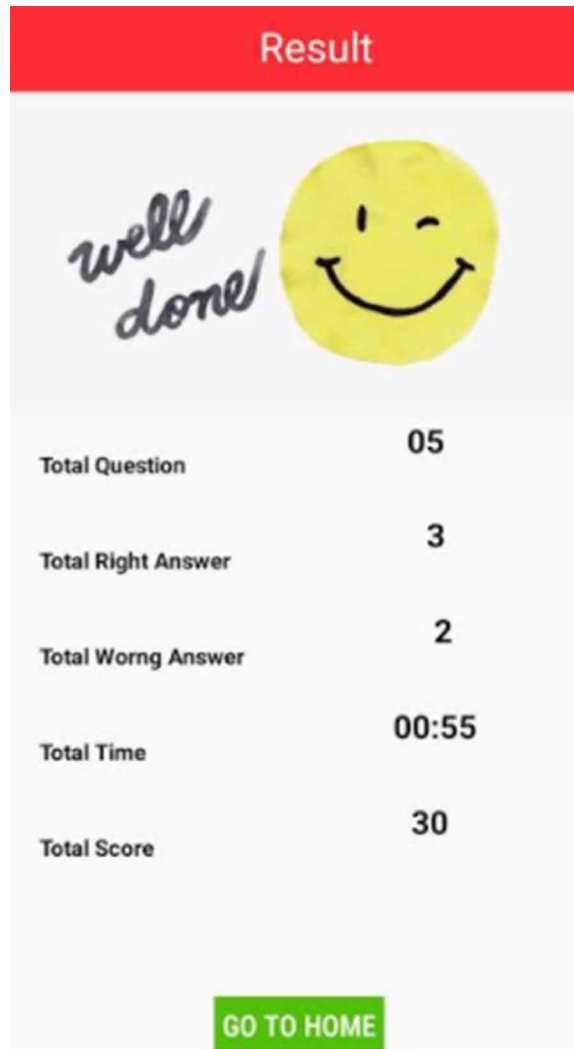 Result
well
done
Total Question 05
Total Right Answer 3
Total Worng Answer 2
Total Time 00:55
Total Score 30
GO TO HOME